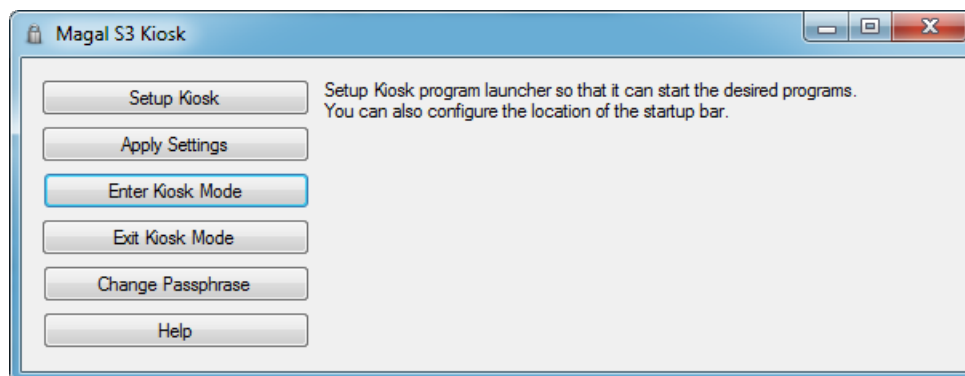 Magal S3 Kiosk
Setup Kiosk
Setup Kiosk program launcher so that it can start the desired programs.
You can also configure the location of the startup bar.
Apply Settings
Enter Kiosk Mode
Exit Kiosk Mode
Change Passphrase
Help